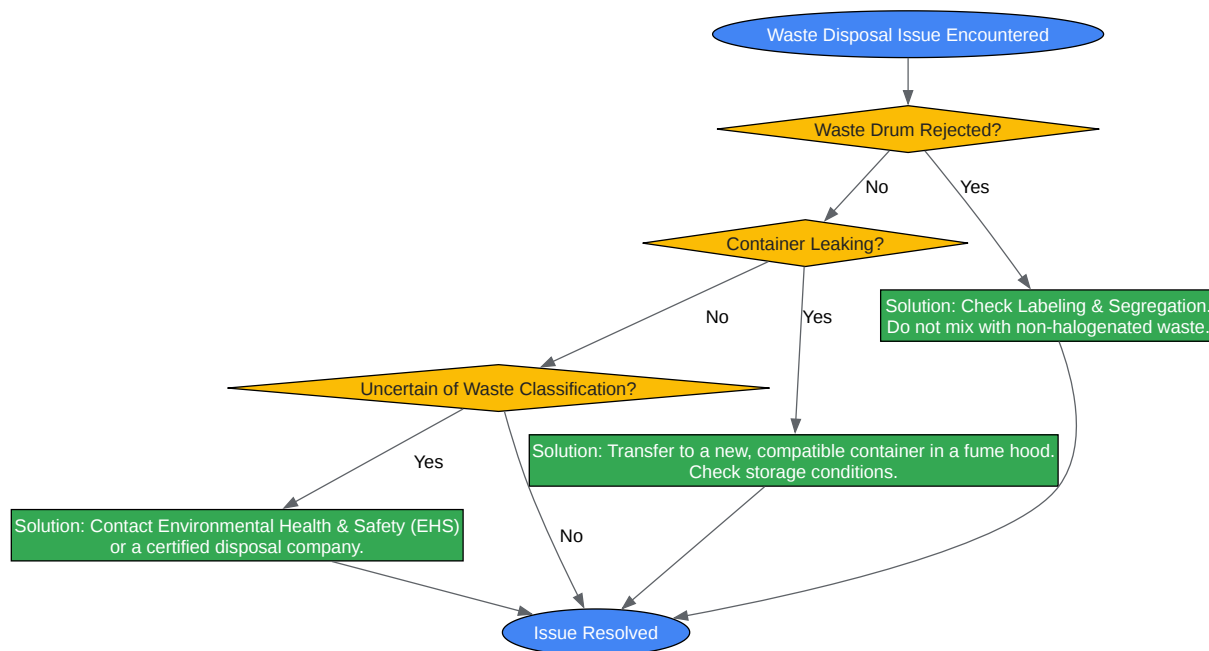 Waste Disposal Issue Encountered
Waste Drum Rejected?
No
Yes
Container Leaking?
Solution: Check Labeling & Segregation.
Do not mix with non-halogenated waste.
No
Yes
Uncertain of Waste Classification?
Solution: Transfer to a new, compatible container in a fume hood.
Check storage conditions.
Yes
Solution: Contact Environmental Health & Safety (EHS)
or a certified disposal company.
No
Issue Resolved